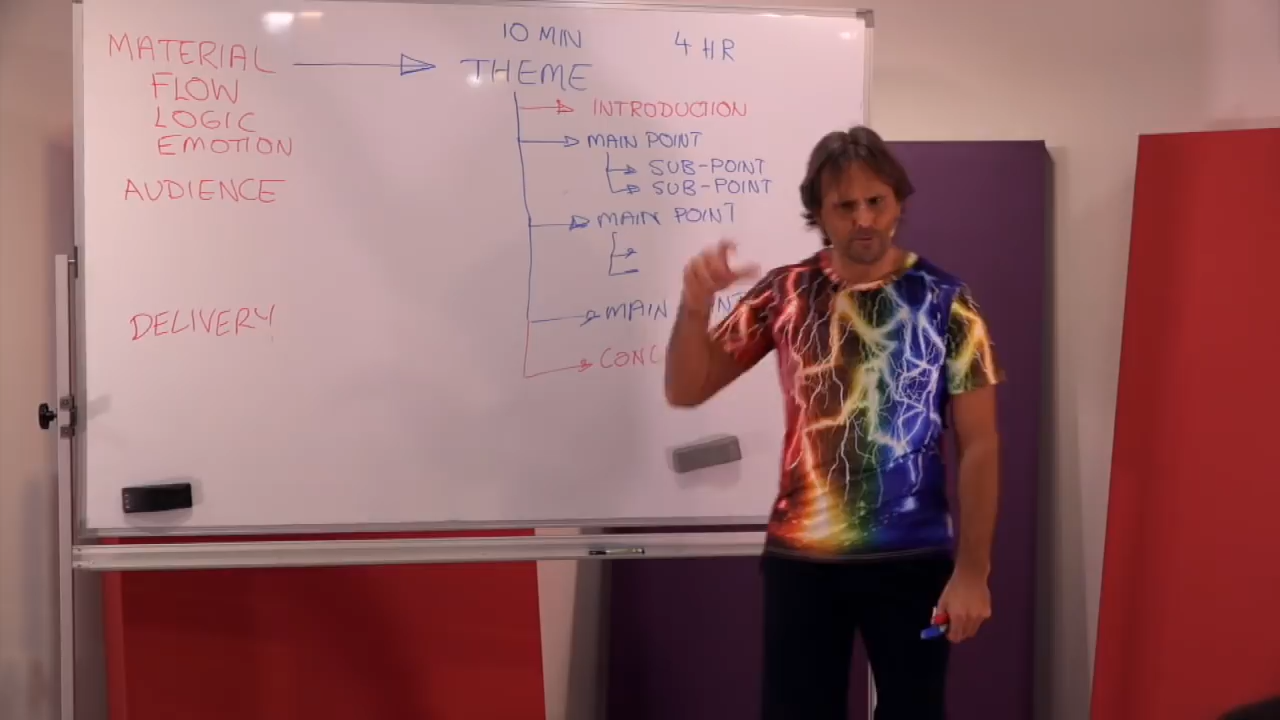 MATERIAL
FLOW
LOGIC
EMOTION
AUDIENCE
DELIVERY
10 MIN
4 HR
THEME
INTRODUCTION
MAIN POINT
SUB-POINT
SUB-POINT
MAIN POINT
MAIN
CONC